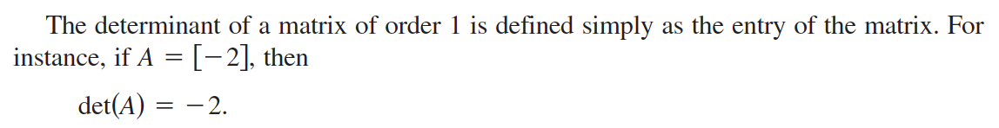 The determinant of a matrix of order 1 is defined simply as the entry of the matrix. For
instance, if A = [−2], then
det(A) = −2.